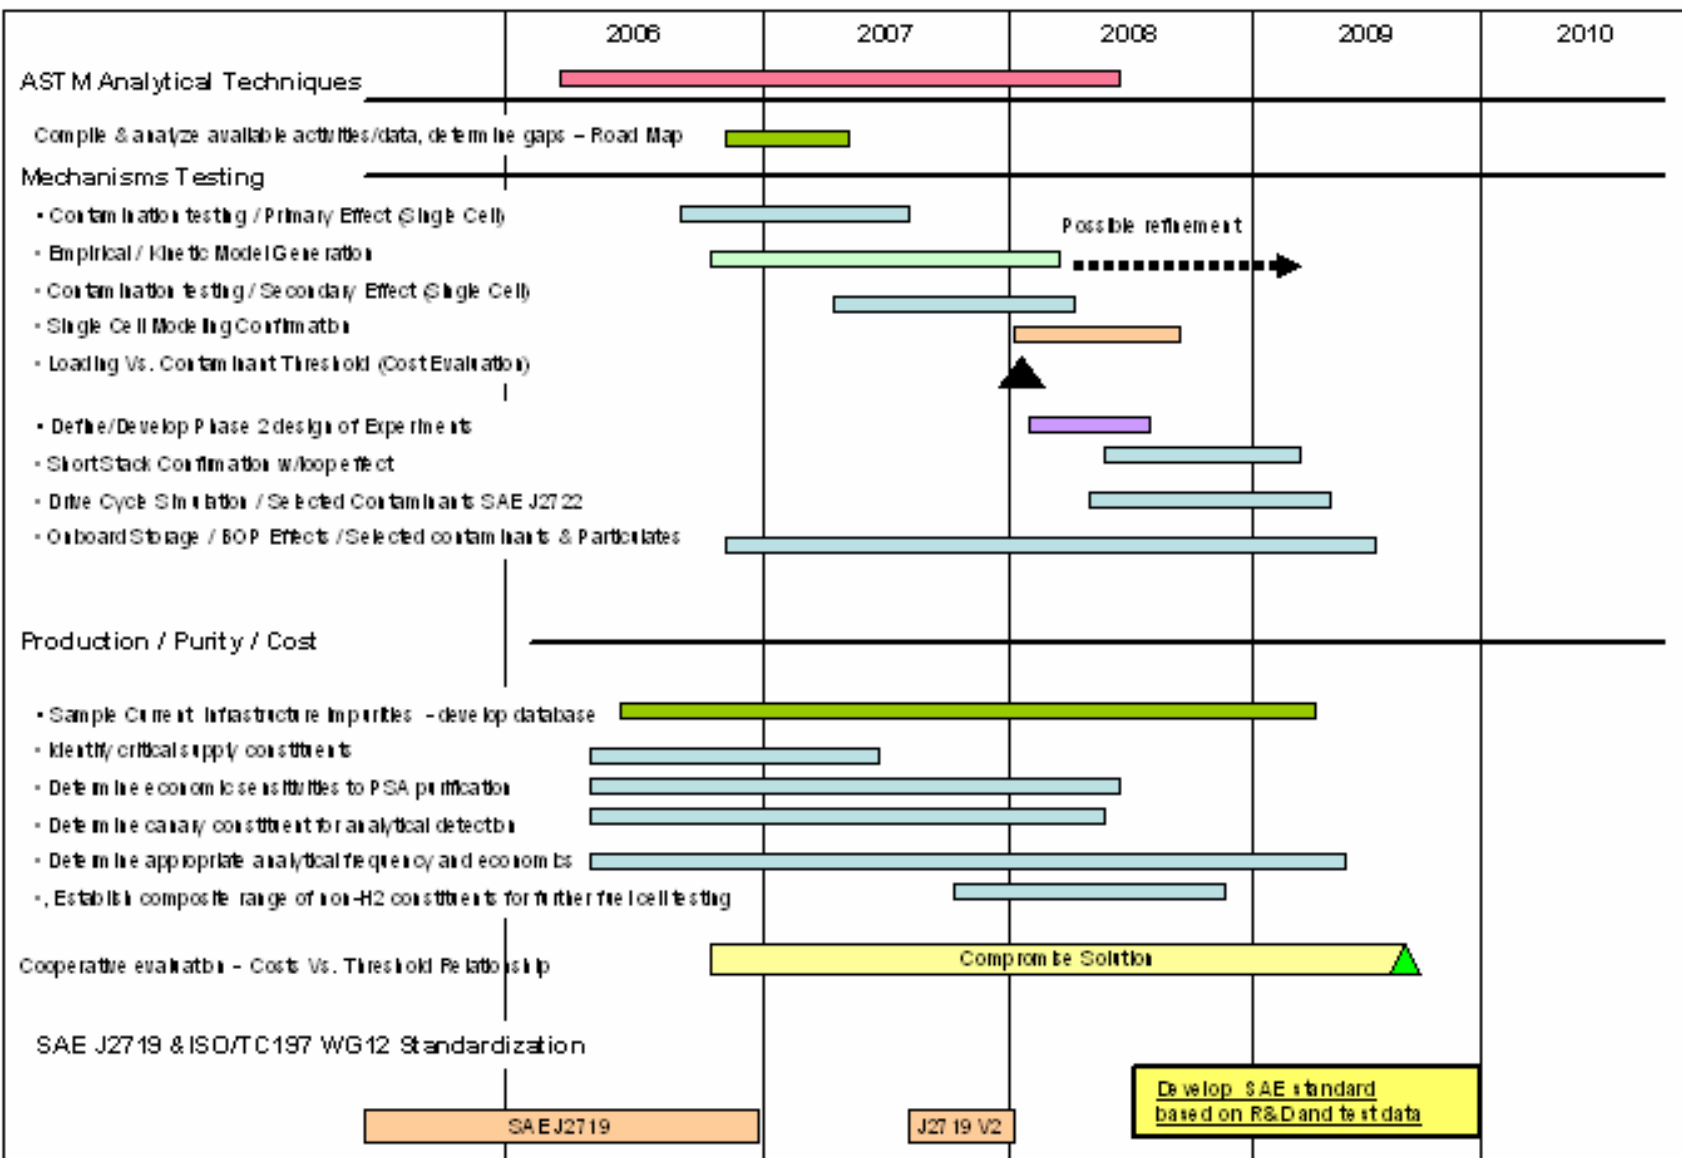 2006 2007 2008 2009 2010
ASTM Analytical Techniques
Compile & analyze available activities/data, determine gaps – Road Map
Mechanisms Testing
• Contamination testing / Primary Effect (Single Cell)
Possible refinement
• Empirical / Kinetic Model Generation
• Contamination testing / Secondary Effect (Single Cell)
• Single Cell Modeling Confirmation
• Loading Vs. Contaminant Threshold (Cost Evaluation)
• Define/Develop Phase 2 design of Experiments
• Short Stack Confirmation w/loop effect
• Drive Cycle Simulation / Selected Contaminants SAE J2722
• Onboard Storage / BOP Effects / Selected contaminants & Particulates
Production / Purity / Cost
• Sample Current Infrastructure Impurities - develop database
• Identify critical supply constituents
• Determine economic sensitivities to PSA purification
• Determine canary constituent for analytical detection
• Determine appropriate analytical frequency and economics
•, Establish composite range of non-H2 constituents for further fuel cell testing
Cooperative evaluation – Costs Vs. Threshold Relationship
Compromise Solution
SAE J2719 & ISO/TC197 WG12 Standardization
Develop SAE standard
based on R&D and test data
SAE J2719
J2719 V2